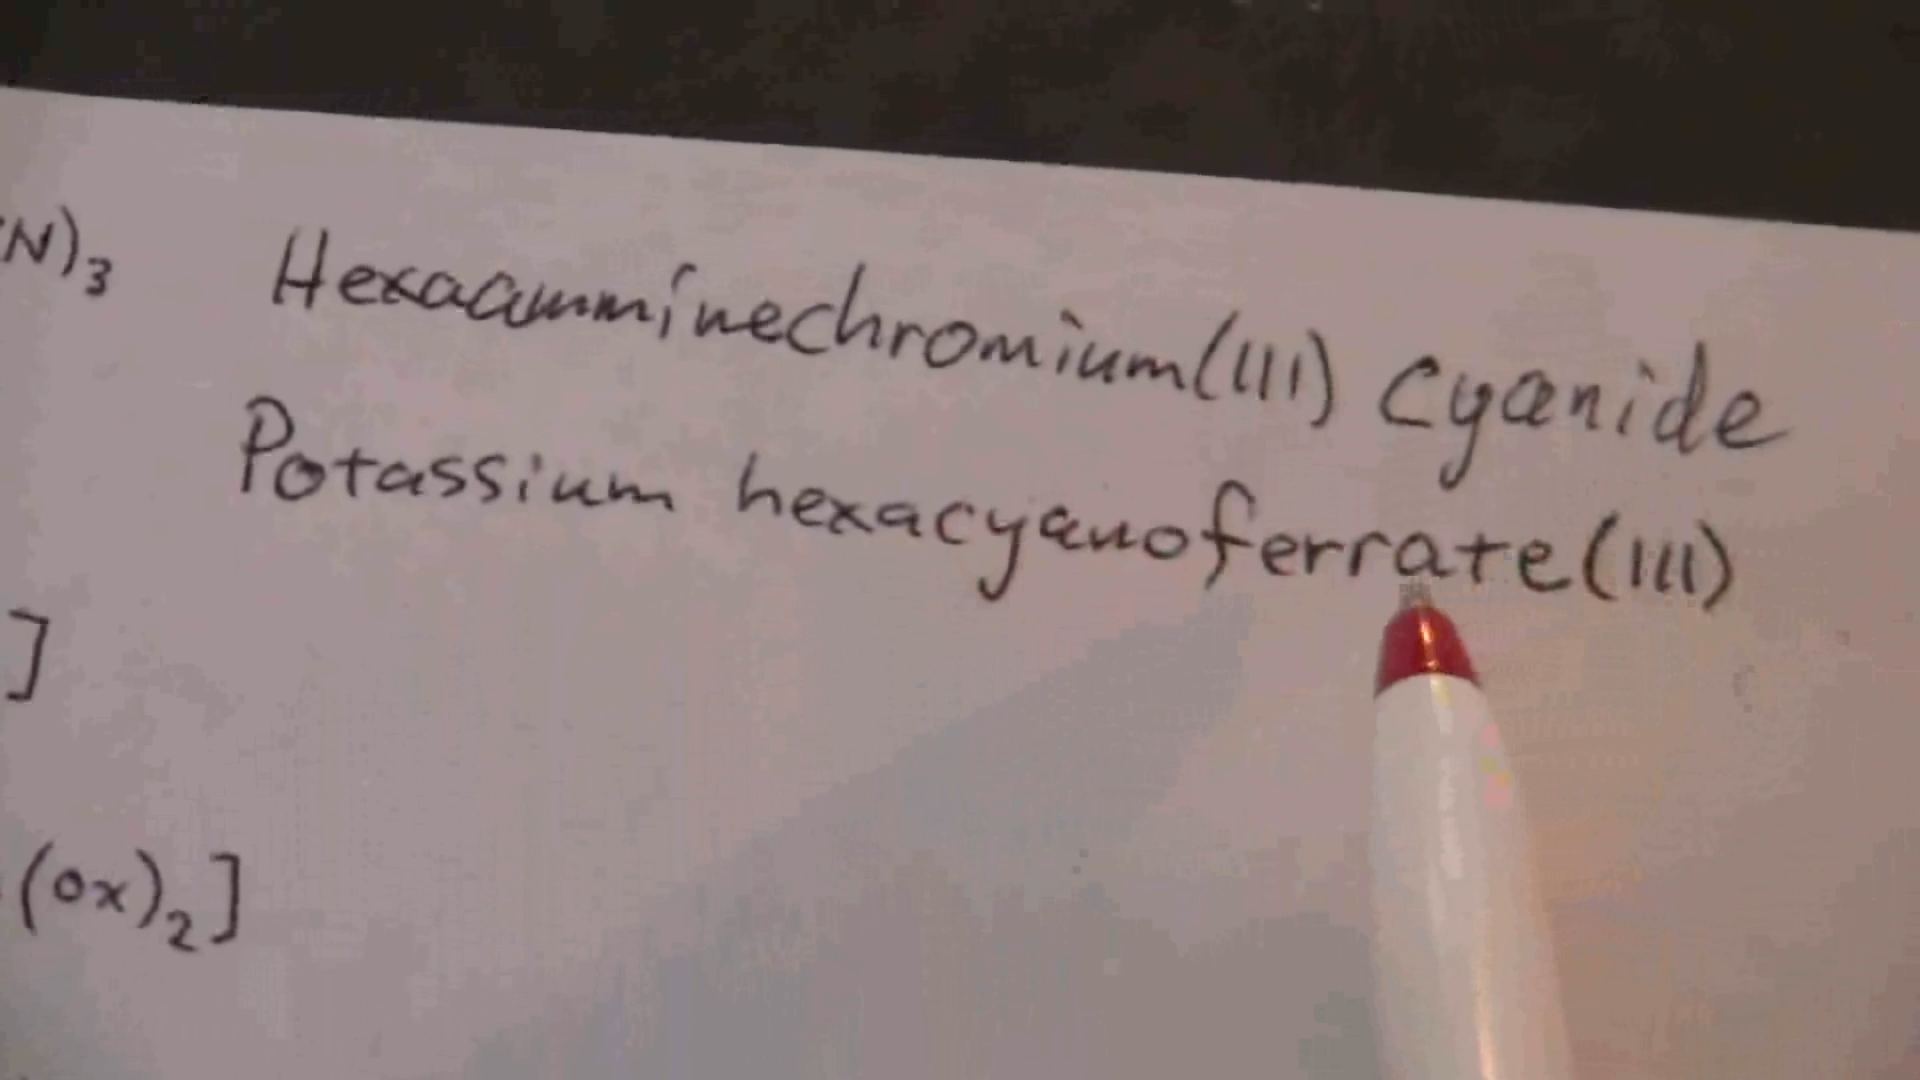 N)₃ Hexaamminechromium(III) Cyanide
Potassium hexacyanoferrate(III)
]
(ox)₂]